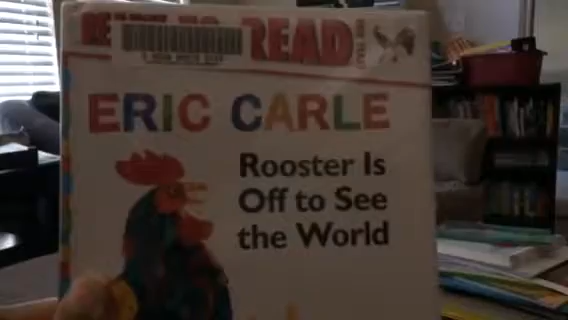 READ
ERIC CARLE
Rooster Is
Off to See
the World